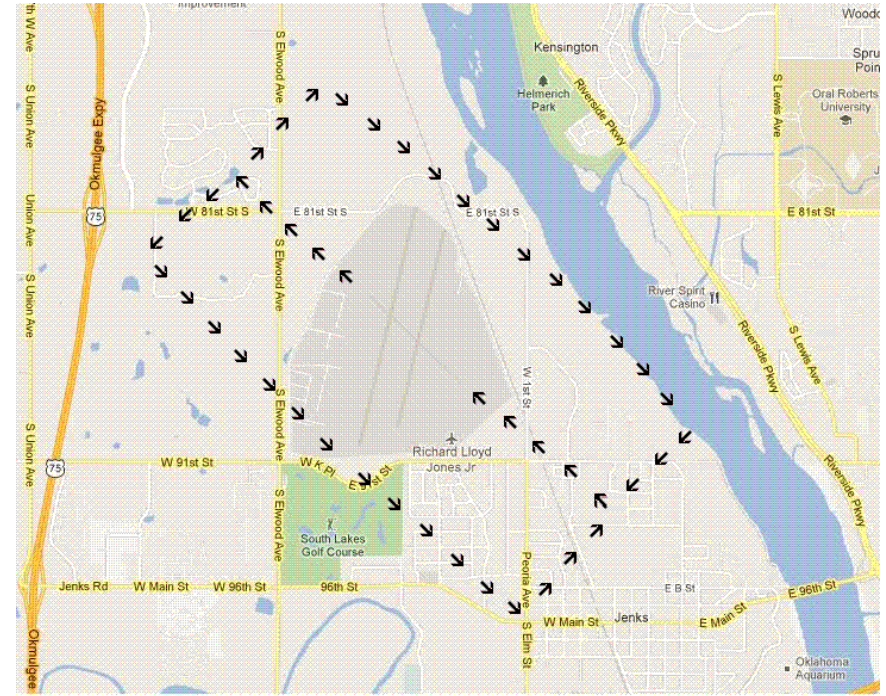 Improvement
th W Ave
S Union Ave
Okmulgee Expy
S Elwood Ave
Kensington
Helmerich
Park
Riverside Pkwy
S Lewis Ave
Oral Roberts
University
Union Ave
75
W 81st St S
E 81st St S
E 81st St S
E 81st St
S Union Ave
S Elwood Ave
River Spirit
Casino
Riverside Pkwy
S Lewis Ave
W 1st St
S Union Ave
S Elwood Ave
Richard Lloyd
Jones Jr
75
W 91st St
W K Pl
E 91st St
Riverside Pkwy
S Elwood Ave
South Lakes
Golf Course
Peoria Ave
Jenks Rd
W Main St
W 96th St
96th St
E B St
E 96th St
W Main St
Jenks
E Main St
S Elm St
Okmulgee
Oklahoma
Aquarium